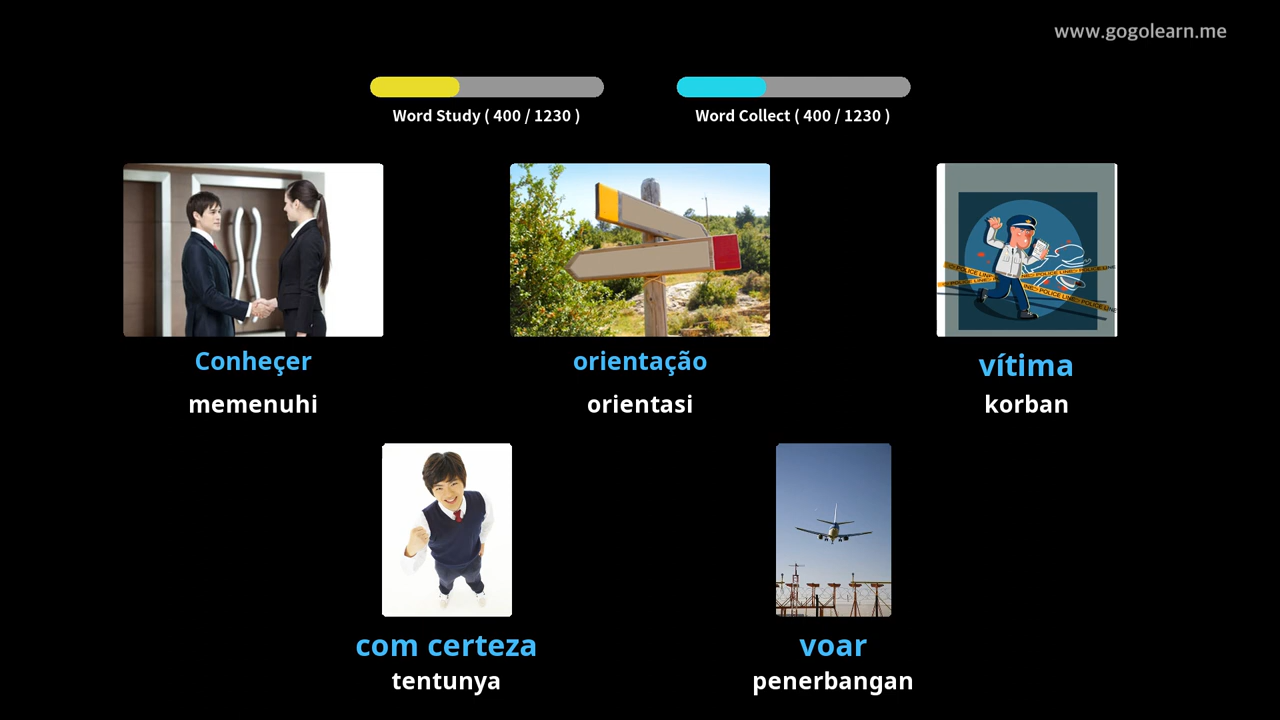 www.gogolearn.me
Word Study ( 400 / 1230 )
Word Collect ( 400 / 1230 )
Conheçer
orientação
vítima
memenuhi
orientasi
korban
com certeza
voar
tentunya
penerbangan